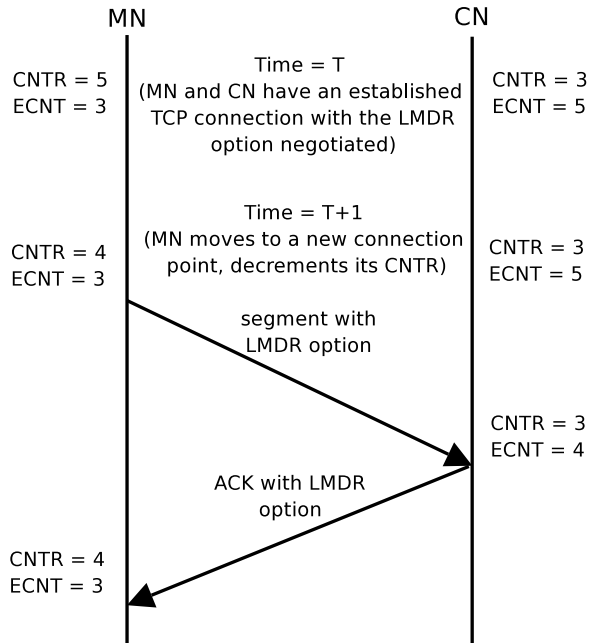 MN
CN
Time = T
(MN and CN have an established
TCP connection with the LMDR
option negotiated)
CNTR = 5
ECNT = 3
CNTR = 3
ECNT = 5
Time = T+1
(MN moves to a new connection
point, decrements its CNTR)
CNTR = 4
ECNT = 3
CNTR = 3
ECNT = 5
segment with
LMDR option
CNTR = 3
ECNT = 4
ACK with LMDR
option
CNTR = 4
ECNT = 3